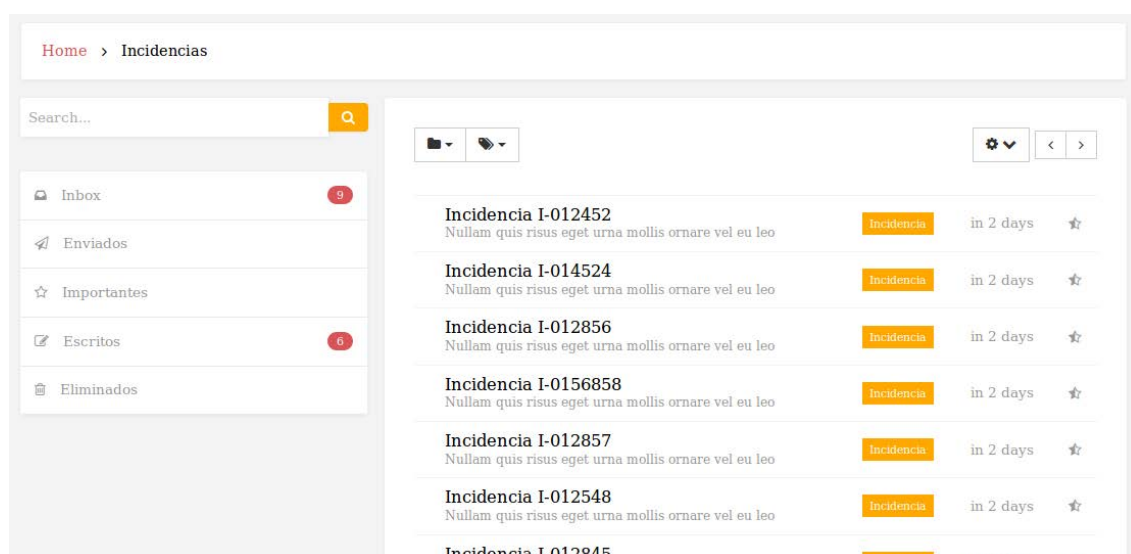 Home > Incidencias
Search...
Inbox 9
Enviados
Importantes
Escritos 6
Eliminados
Incidencia I-012452
Nullam quis risus eget urna mollis ornare vel eu leo
Incidencia in 2 days
Incidencia I-014524
Nullam quis risus eget urna mollis ornare vel eu leo
Incidencia in 2 days
Incidencia I-012856
Nullam quis risus eget urna mollis ornare vel eu leo
Incidencia in 2 days
Incidencia I-0156858
Nullam quis risus eget urna mollis ornare vel eu leo
Incidencia in 2 days
Incidencia I-012857
Nullam quis risus eget urna mollis ornare vel eu leo
Incidencia in 2 days
Incidencia I-012548
Nullam quis risus eget urna mollis ornare vel eu leo
Incidencia in 2 days
Incidencia I-012845